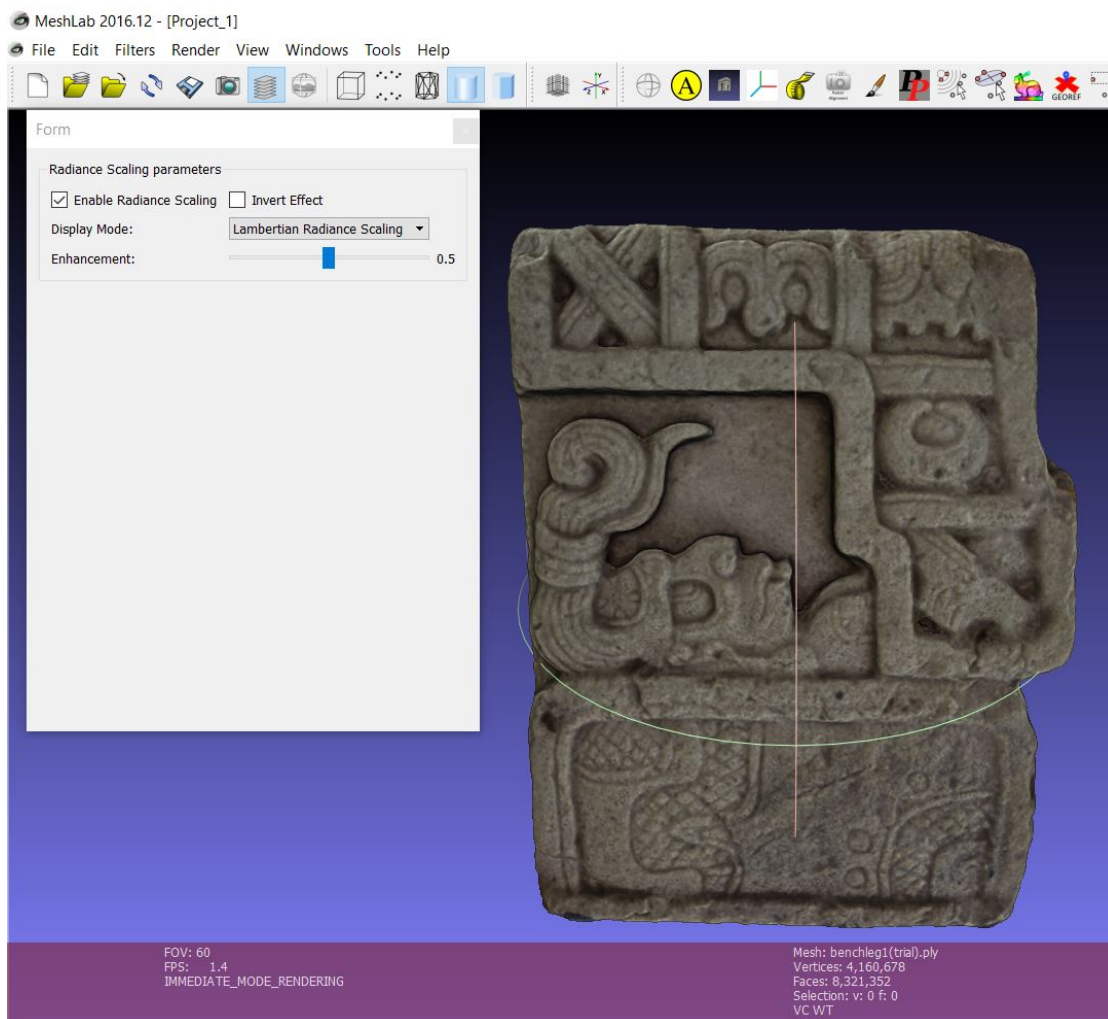 MeshLab 2016.12 - [Project_1]
File Edit Filters Render View Windows Tools Help
A
PP
GEOREF
Form
Radiance Scaling parameters
Enable Radiance Scaling Invert Effect
Display Mode: Lambertian Radiance Scaling
Enhancement: 0.5
FOV: 60
FPS: 1.4
IMMEDIATE_MODE_RENDERING
Mesh: benchleg1(trial).ply
Vertices: 4,160,678
Faces: 8,321,352
Selection: v: 0 f: 0
VC WT